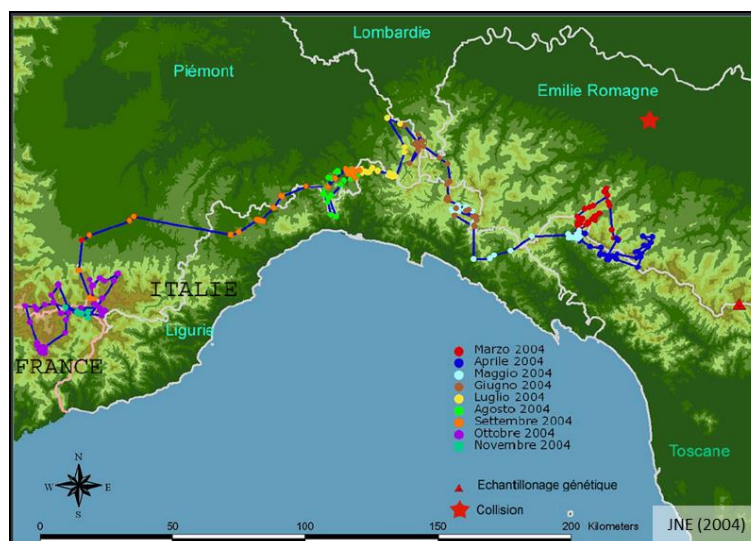 Lombardie
Piémont
Emilie Romagne
ITALIE
Ligurie
FRANCE
Marzo 2004
Aprile 2004
Maggio 2004
Giugno 2004
Luglio 2004
Agosto 2004
Settembre 2004
Ottobre 2004
Novembre 2004
Toscane
N
W E
S
Echantillonage génétique
Collision
0 50 100 150 200 Kilometers
JNE (2004)